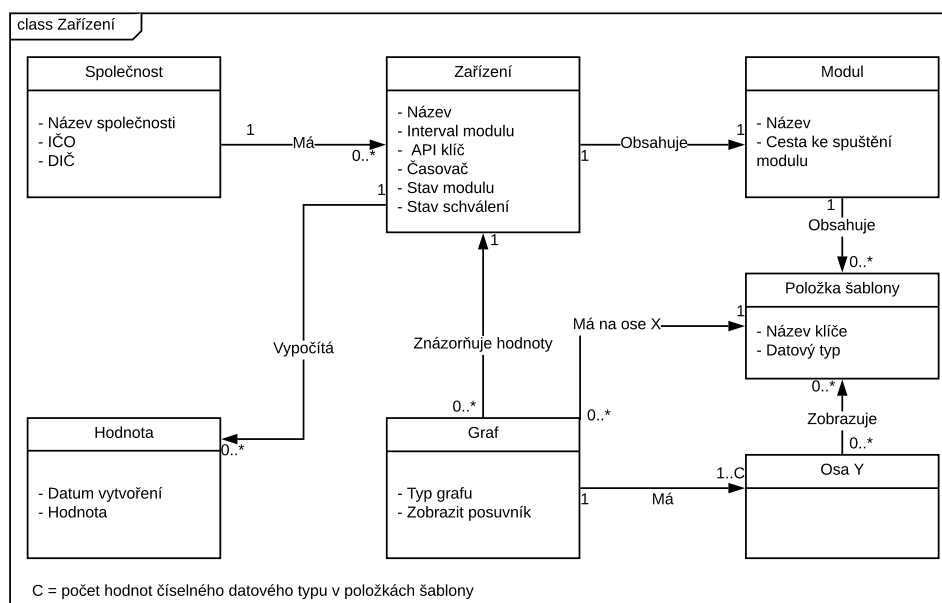 class Zařízení
Společnost
- Název společnosti
- IČO
- DIČ
1
Má
0..*
Zařízení
- Název
- Interval modulu
- API klíč
- Časovač
- Stav modulu
- Stav schválení
1
Obsahuje
1
Modul
- Název
- Cesta ke spuštění
modulu
1
Obsahuje
0..*
Položka šablony
- Název klíče
- Datový typ
1
Vypočítá
0..*
1
Znázorňuje hodnoty
0..*
Má na ose X
1
0..*
0..*
Zobrazuje
0..*
Hodnota
- Datum vytvoření
- Hodnota
Graf
- Typ grafu
- Zobrazit posuvník
1
Má
1..C
Osa Y
C = počet hodnot číselného datového typu v položkách šablony